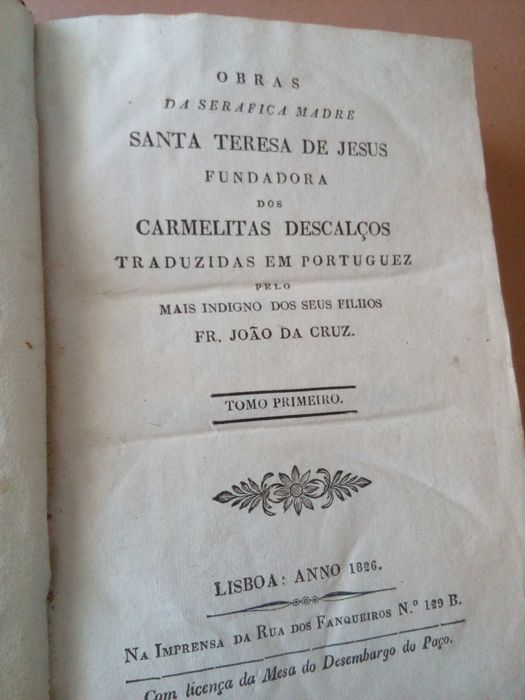 OBRAS
DA SERAFICA MADRE
SANTA TERESA DE JESUS
FUNDADORA
DOS
CARMELITAS DESCALÇOS
TRADUZIDAS EM PORTUGUEZ
PELO
MAIS INDIGNO DOS SEUS FILHOS
FR. JOÃO DA CRUZ.
TOMO PRIMEIRO.
LISBOA: ANNO 1826.
NA IMPRENSA DA RUA DOS FANQUEIROS N.º 129 B.
Com licença da Mesa do Desembargo do Paço.